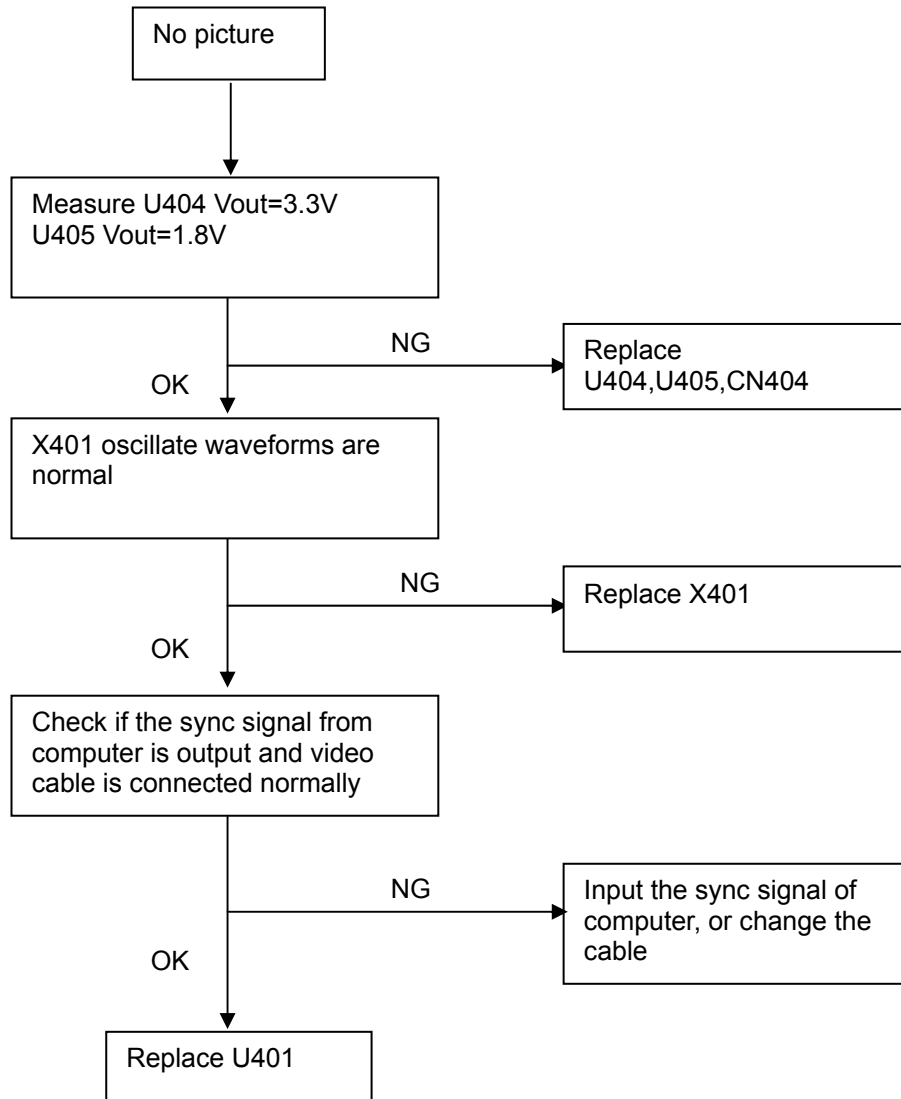 No picture
Measure U404 Vout=3.3V
U405 Vout=1.8V
NG
Replace
U404,U405,CN404
OK
X401 oscillate waveforms are
normal
NG
Replace X401
OK
Check if the sync signal from
computer is output and video
cable is connected normally
NG
Input the sync signal of
computer, or change the
cable
OK
Replace U401